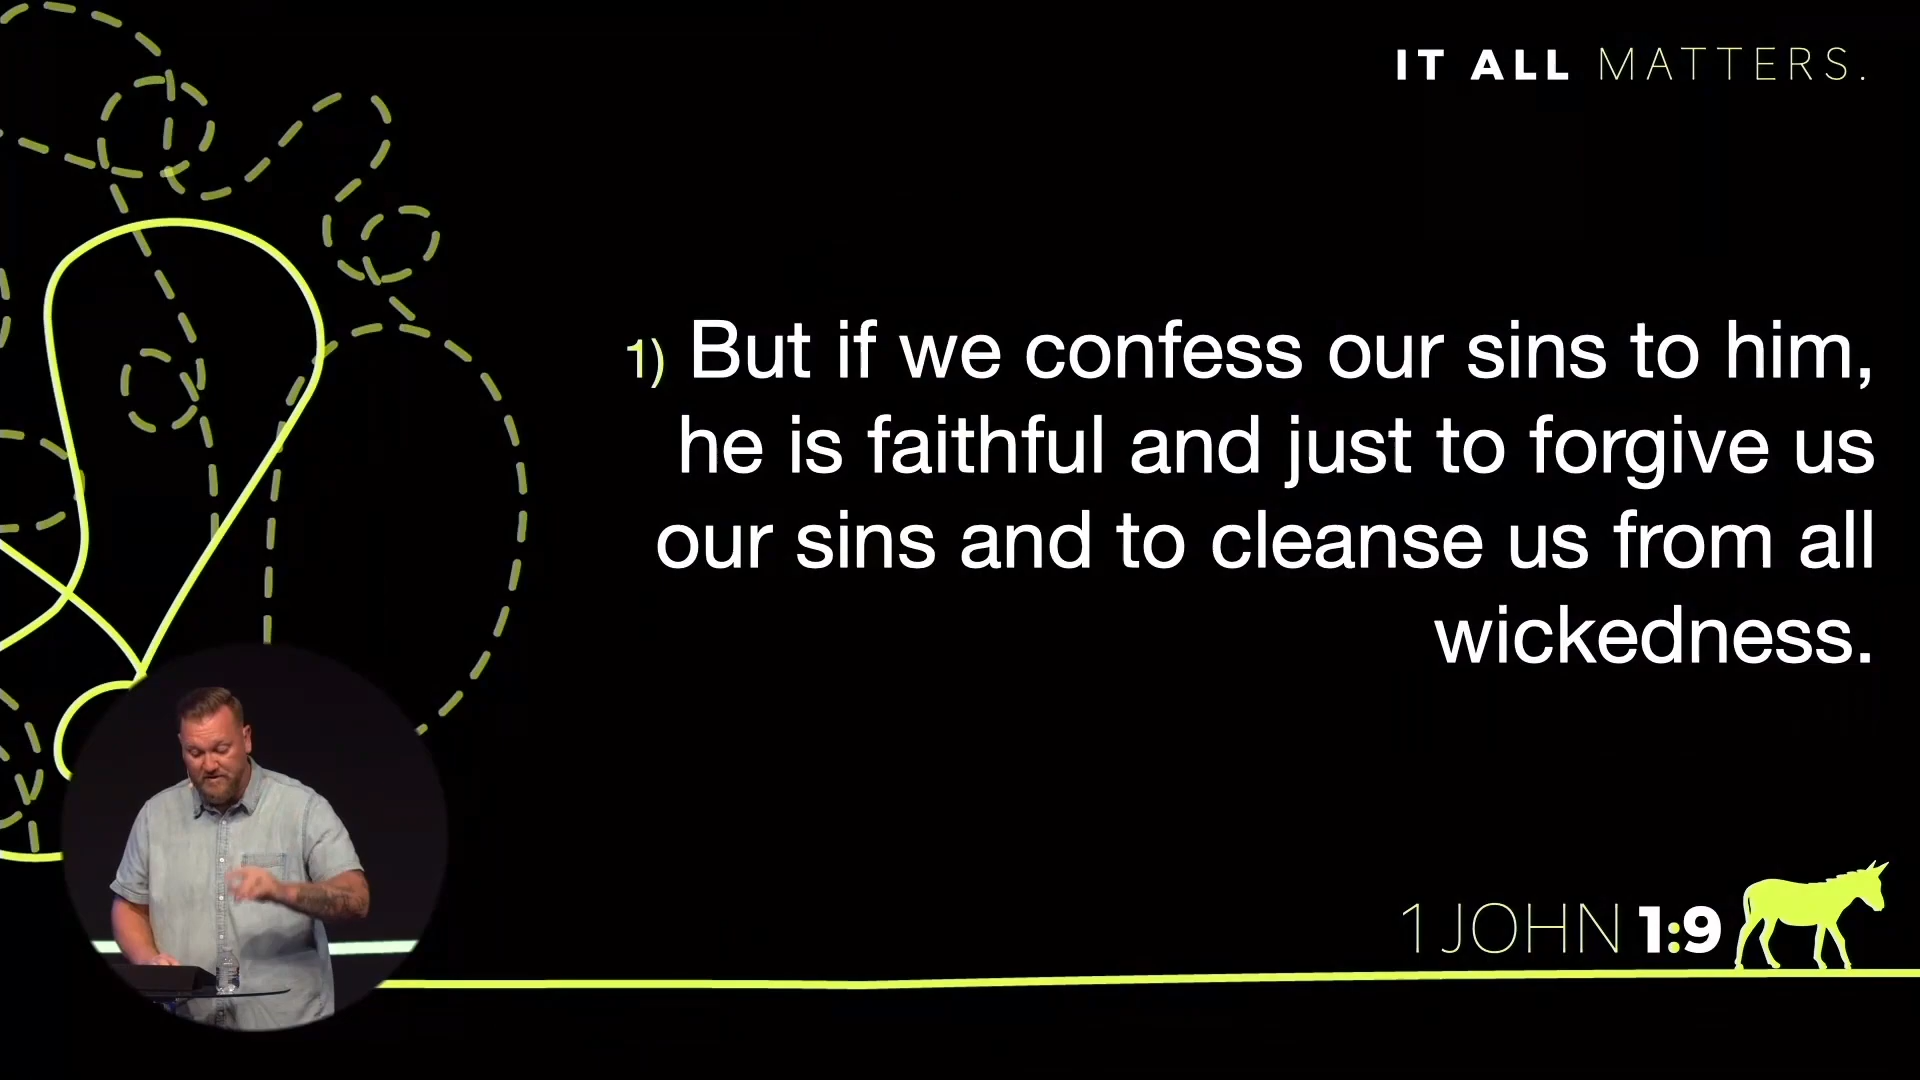 IT ALL MATTERS.
1) But if we confess our sins to him,
he is faithful and just to forgive us
our sins and to cleanse us from all
wickedness.
1 JOHN 1:9